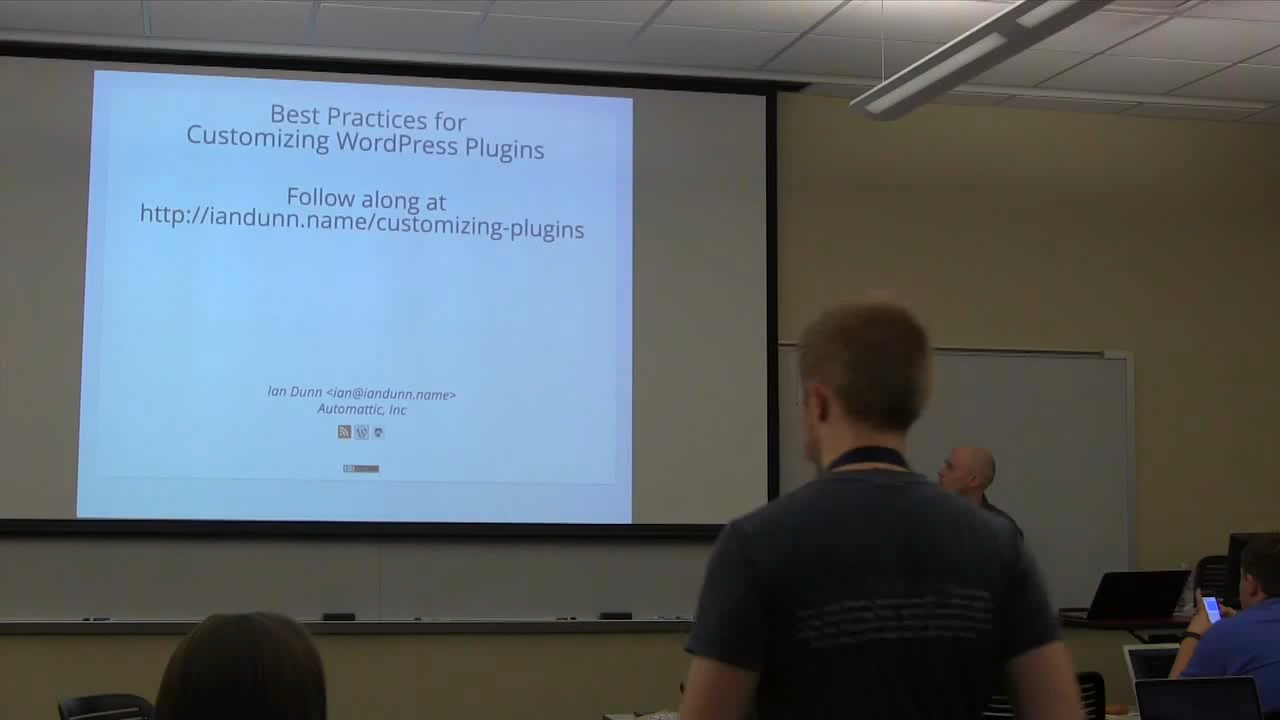 Best Practices for
Customizing WordPress Plugins
Follow along at
http://iandunn.name/customizing-plugins
Ian Dunn <ian@iandunn.name>
Automattic, Inc